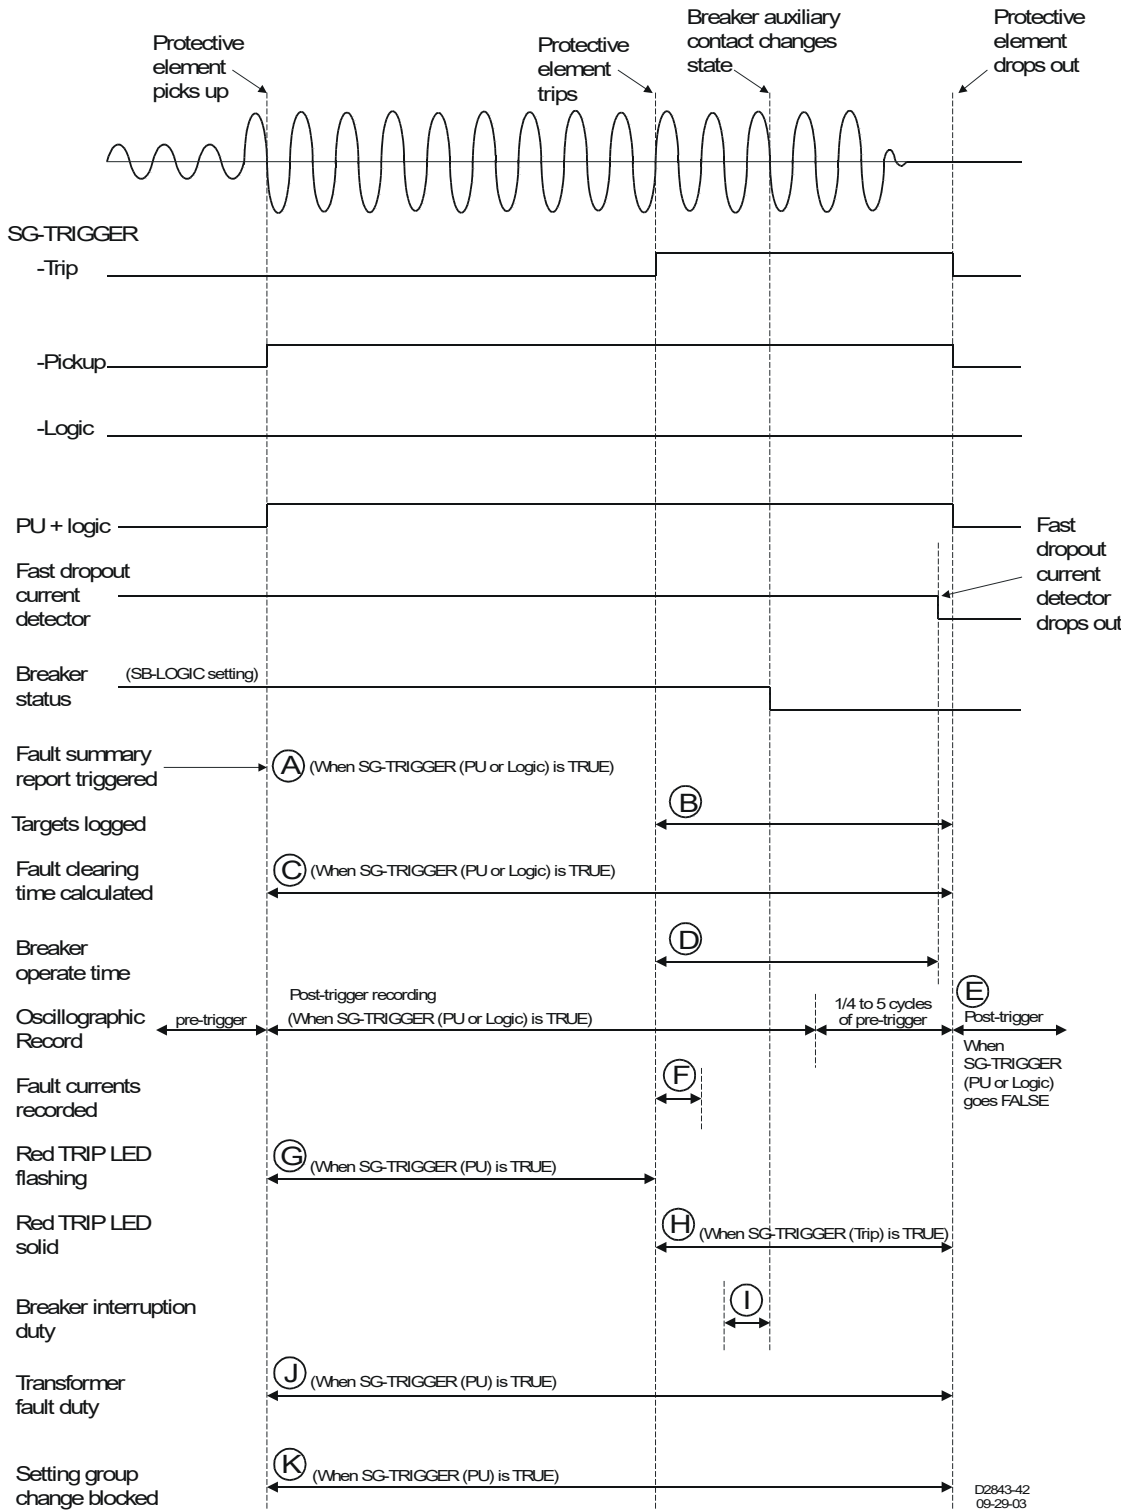 Protective
element
picks up
Protective
element
trips
Breaker auxiliary
contact changes
state
Protective
element
drops out
SG-TRIGGER
-Trip
-Pickup
-Logic
PU + logic
Fast dropout
current
detector
Fast
dropout
current
detector
drops out
Breaker
status
(SB-LOGIC setting)
Fault summary
report triggered
A (When SG-TRIGGER (PU or Logic) is TRUE)
Targets logged
B
Fault clearing
time calculated
C (When SG-TRIGGER (PU or Logic) is TRUE)
Breaker
operate time
D
Oscillographic
Record
pre-trigger
Post-trigger recording
(When SG-TRIGGER (PU or Logic) is TRUE)
1/4 to 5 cycles
of pre-trigger
E
Post-trigger
When
SG-TRIGGER
(PU or Logic)
goes FALSE
Fault currents
recorded
F
Red TRIP LED
flashing
G (When SG-TRIGGER (PU) is TRUE)
Red TRIP LED
solid
H (When SG-TRIGGER (Trip) is TRUE)
Breaker interruption
duty
I
Transformer
fault duty
J (When SG-TRIGGER (PU) is TRUE)
Setting group
change blocked
K (When SG-TRIGGER (PU) is TRUE)
D2843-42
09-29-03